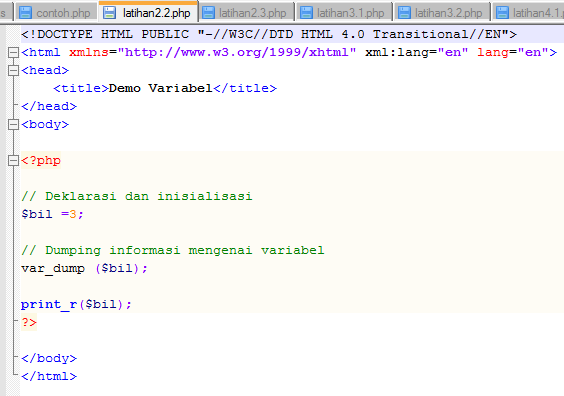 s contoh.php latihan2.2.php latihan2.3.php latihan3.1.php latihan3.2.php latihan4.1.p
<!DOCTYPE HTML PUBLIC "-//W3C//DTD HTML 4.0 Transitional//EN">
<html xmlns="http://www.w3.org/1999/xhtml" xml:lang="en" lang="en">
<head>
<title>Demo Variabel</title>
</head>
<body>
<?php
// Deklarasi dan inisialisasi
$bil =3;
// Dumping informasi mengenai variabel
var_dump ($bil);
print_r($bil);
?>
</body>
</html>